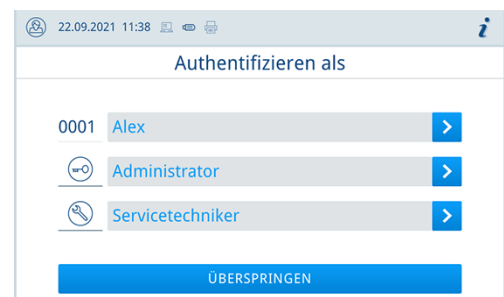 22.09.2021 11:38
i
Authentifizieren als
0001 Alex
Administrator
Servicetechniker
ÜBERSPRINGEN